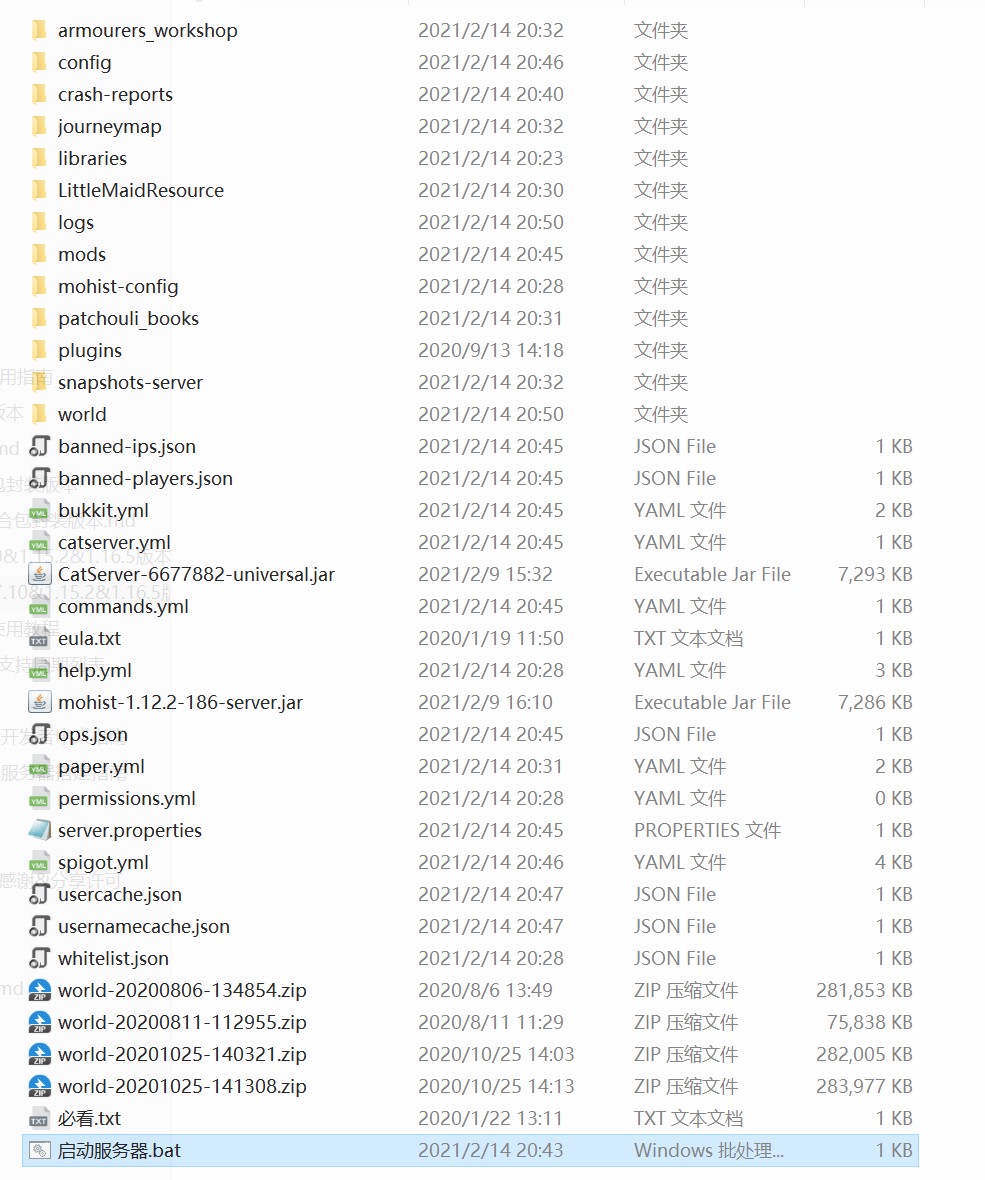 armourers_workshop 2021/2/14 20:32 文件夹
config 2021/2/14 20:46 文件夹
crash-reports 2021/2/14 20:40 文件夹
journeymap 2021/2/14 20:32 文件夹
libraries 2021/2/14 20:23 文件夹
LittleMaidResource 2021/2/14 20:30 文件夹
logs 2021/2/14 20:50 文件夹
mods 2021/2/14 20:45 文件夹
mohist-config 2021/2/14 20:28 文件夹
patchouli_books 2021/2/14 20:31 文件夹
plugins 2020/9/13 14:18 文件夹
snapshots-server 2021/2/14 20:32 文件夹
world 2021/2/14 20:50 文件夹
banned-ips.json 2021/2/14 20:45 JSON File 1 KB
banned-players.json 2021/2/14 20:45 JSON File 1 KB
bukkit.yml 2021/2/14 20:45 YAML 文件 2 KB
catserver.yml 2021/2/14 20:45 YAML 文件 1 KB
CatServer-6677882-universal.jar 2021/2/9 15:32 Executable Jar File 7,293 KB
commands.yml 2021/2/14 20:45 YAML 文件 1 KB
eula.txt 2020/1/19 11:50 TXT 文本文档 1 KB
help.yml 2021/2/14 20:28 YAML 文件 3 KB
mohist-1.12.2-186-server.jar 2021/2/9 16:10 Executable Jar File 7,286 KB
ops.json 2021/2/14 20:45 JSON File 1 KB
paper.yml 2021/2/14 20:31 YAML 文件 2 KB
permissions.yml 2021/2/14 20:28 YAML 文件 0 KB
server.properties 2021/2/14 20:45 PROPERTIES 文件 1 KB
spigot.yml 2021/2/14 20:46 YAML 文件 4 KB
usercache.json 2021/2/14 20:47 JSON File 1 KB
usernamecache.json 2021/2/14 20:47 JSON File 1 KB
whitelist.json 2021/2/14 20:28 JSON File 1 KB
world-20200806-134854.zip 2020/8/6 13:49 ZIP 压缩文件 281,853 KB
world-20200811-112955.zip 2020/8/11 11:29 ZIP 压缩文件 75,838 KB
world-20201025-140321.zip 2020/10/25 14:03 ZIP 压缩文件 282,005 KB
world-20201025-141308.zip 2020/10/25 14:13 ZIP 压缩文件 283,977 KB
必看.txt 2020/1/22 13:11 TXT 文本文档 1 KB
启动服务器.bat 2021/2/14 20:43 Windows 批处理... 1 KB